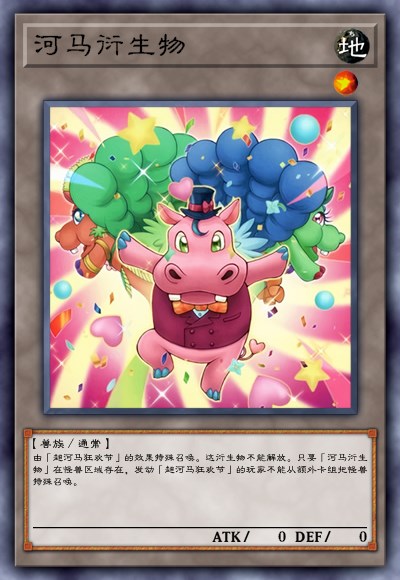 河马衍生物
地
【兽族／通常】
由「超河马狂欢节」的效果特殊召唤。这衍生物不能解放。只要「河马衍生
物」在怪兽区域存在，发动「超河马狂欢节」的玩家不能从额外卡组把怪兽
特殊召唤。
ATK/ 0 DEF/ 0